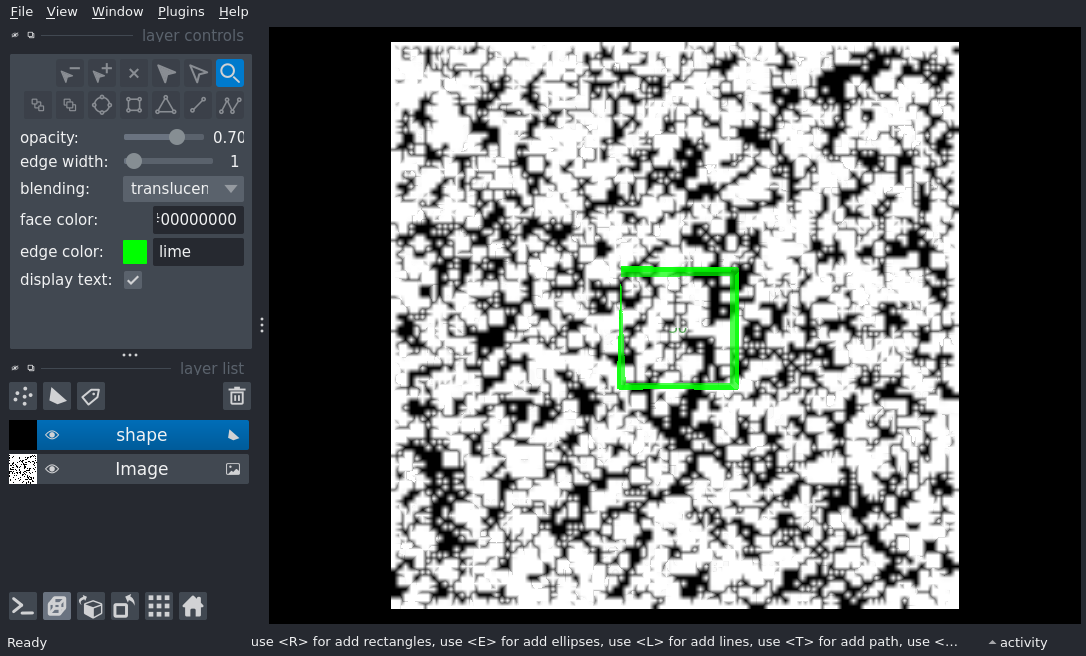 File View Window Plugins Help
layer controls
opacity: 0.70
edge width: 1
blending: translucen
face color: 00000000
edge color: lime
display text:
layer list
shape
Image
Ready use <R> for add rectangles, use <E> for add ellipses, use <L> for add lines, use <T> for add path, use <... activity